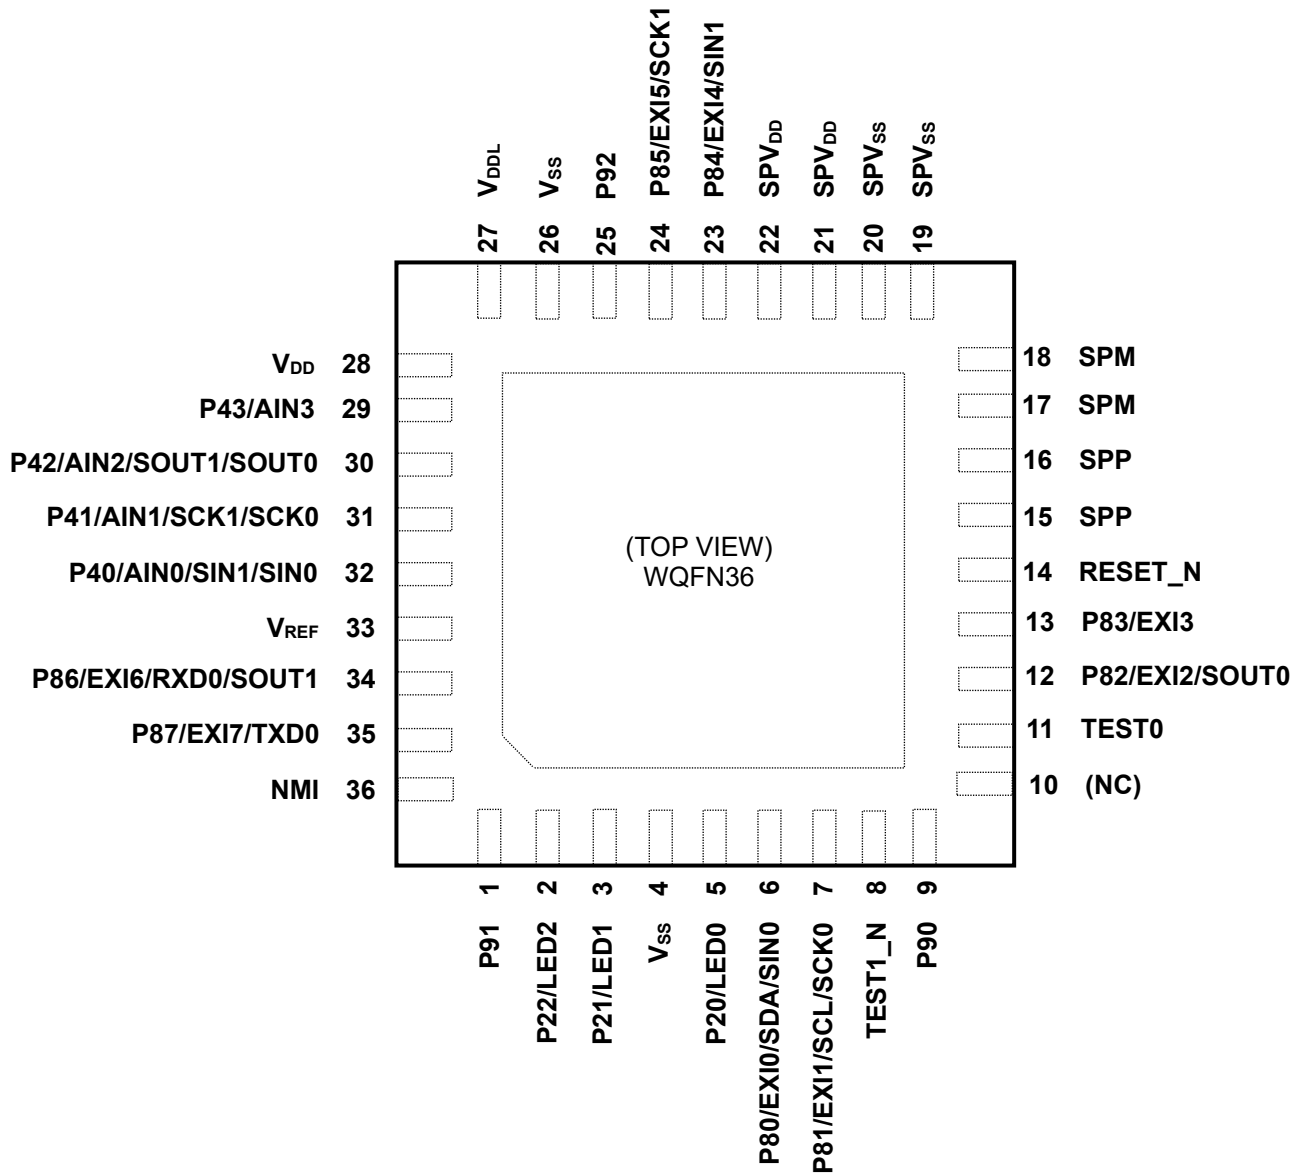 P85/EXI5/SCK1
P84/EXI4/SIN1
VDDL
VSS
P92
SPVDD
SPVDD
SPVSS
SPVSS
27 26 25 24 23 22 21 20 19
VDD 28
P43/AIN3 29
P42/AIN2/SOUT1/SOUT0 30
P41/AIN1/SCK1/SCK0 31
P40/AIN0/SIN1/SIN0 32
VREF 33
P86/EXI6/RXD0/SOUT1 34
P87/EXI7/TXD0 35
NMI 36
(TOP VIEW)
WQFN36
18 SPM
17 SPM
16 SPP
15 SPP
14 RESET_N
13 P83/EXI3
12 P82/EXI2/SOUT0
11 TEST0
10 (NC)
1 2 3 4 5 6 7 8 9
P91
P22/LED2
P21/LED1
VSS
P20/LED0
P80/EXI0/SDA/SIN0
P81/EXI1/SCL/SCK0
TEST1_N
P90